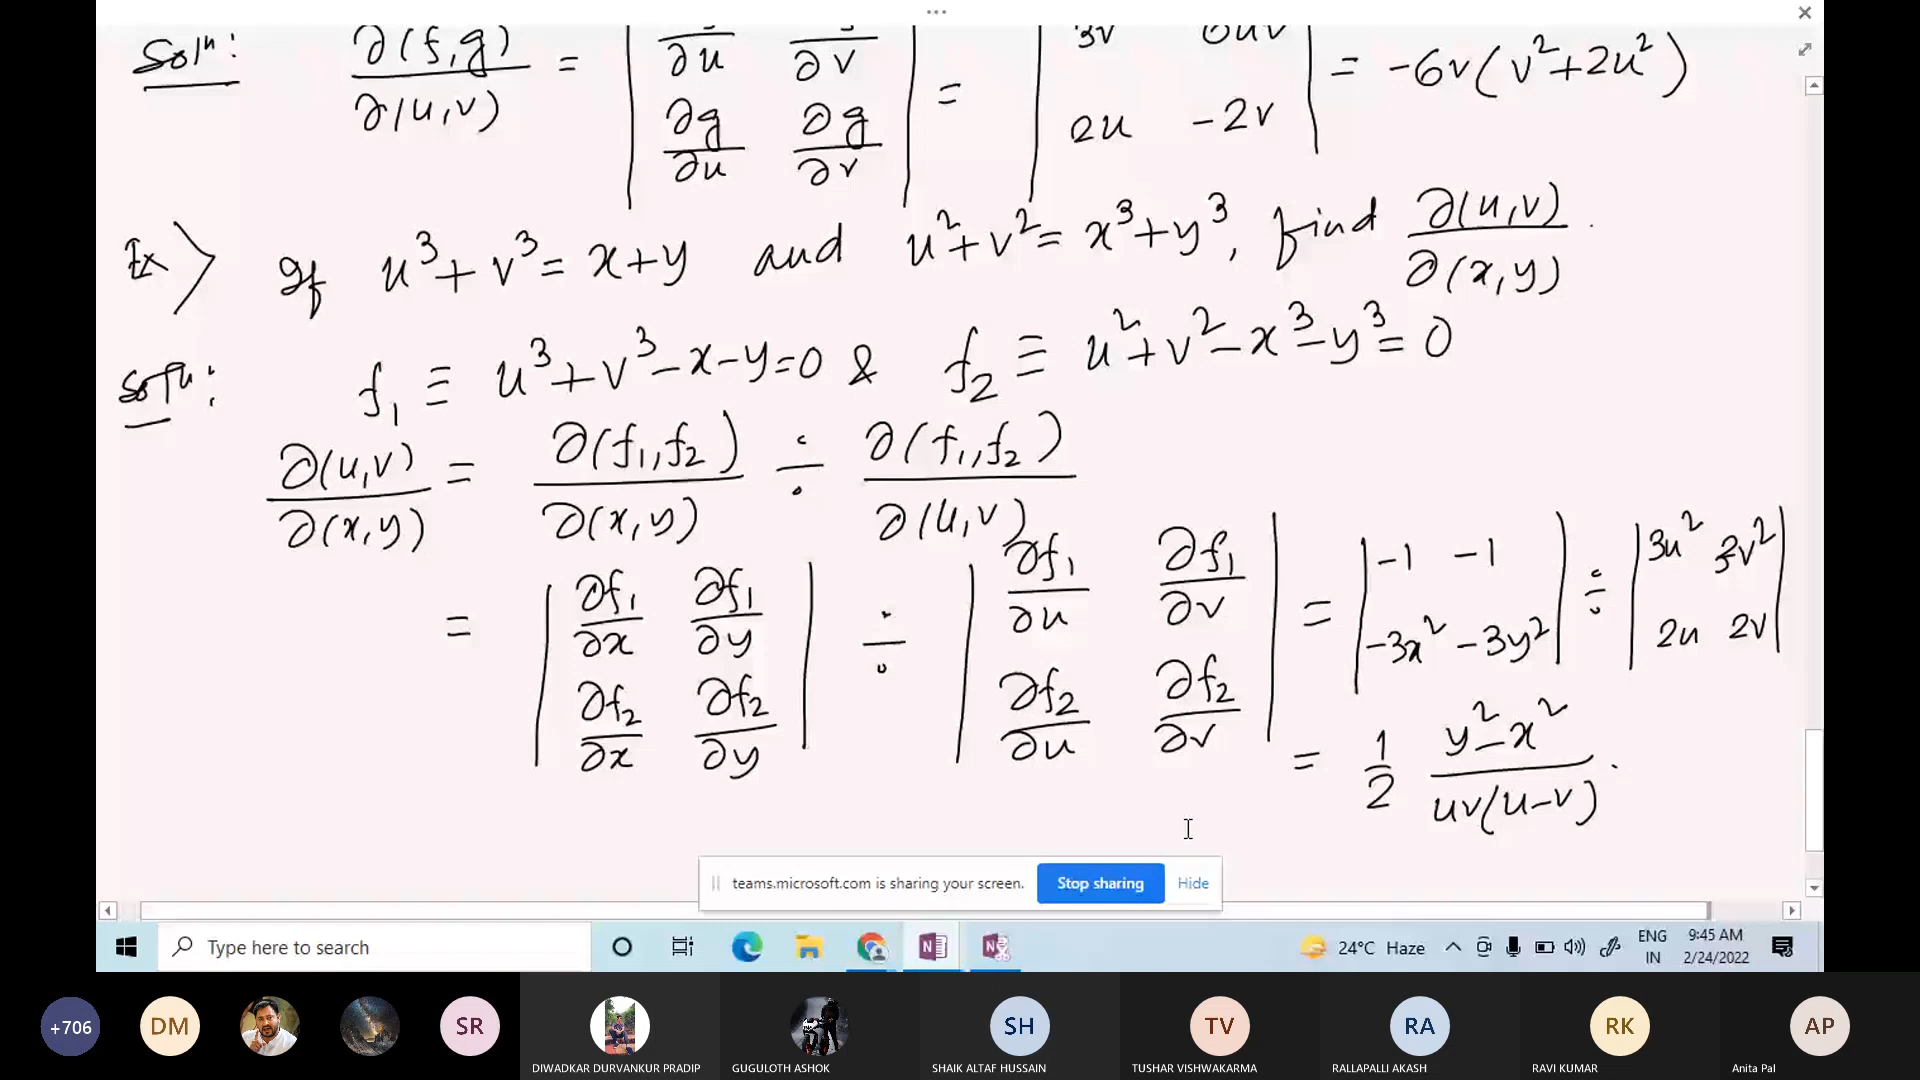 Solⁿ: ∂(f,g)/∂(u,v) = | ∂u ∂v ; ∂g/∂u ∂g/∂v | = | 3v 6uv ; 2u -2v | = -6v(v²+2u²)
Ex> If u³+v³=x+y and u²+v²=x³+y³, find ∂(u,v)/∂(x,y).
Solⁿ: f₁ ≡ u³+v³-x-y=0 & f₂ ≡ u²+v²-x³-y³=0
∂(u,v)/∂(x,y) = ∂(f₁,f₂)/∂(x,y) ÷ ∂(f₁,f₂)/∂(u,v)
= | ∂f₁/∂x ∂f₁/∂y ; ∂f₂/∂x ∂f₂/∂y | ÷ | ∂f₁/∂u ∂f₁/∂v ; ∂f₂/∂u ∂f₂/∂v | = | -1 -1 ; -3x² -3y² | ÷ | 3u² 3v² ; 2u 2v |
= 1/2 y²-x²/uv(u-v).
teams.microsoft.com is sharing your screen. Stop sharing Hide
Type here to search
24°C Haze
ENG
IN
9:45 AM
2/24/2022
+706 DM SR SH TV RA RK AP
DIWADKAR DURVANKUR PRADIP GUGULOTH ASHOK SHAIK ALTAF HUSSAIN TUSHAR VISHWAKARMA RALLAPALLI AKASH RAVI KUMAR Anita Pal